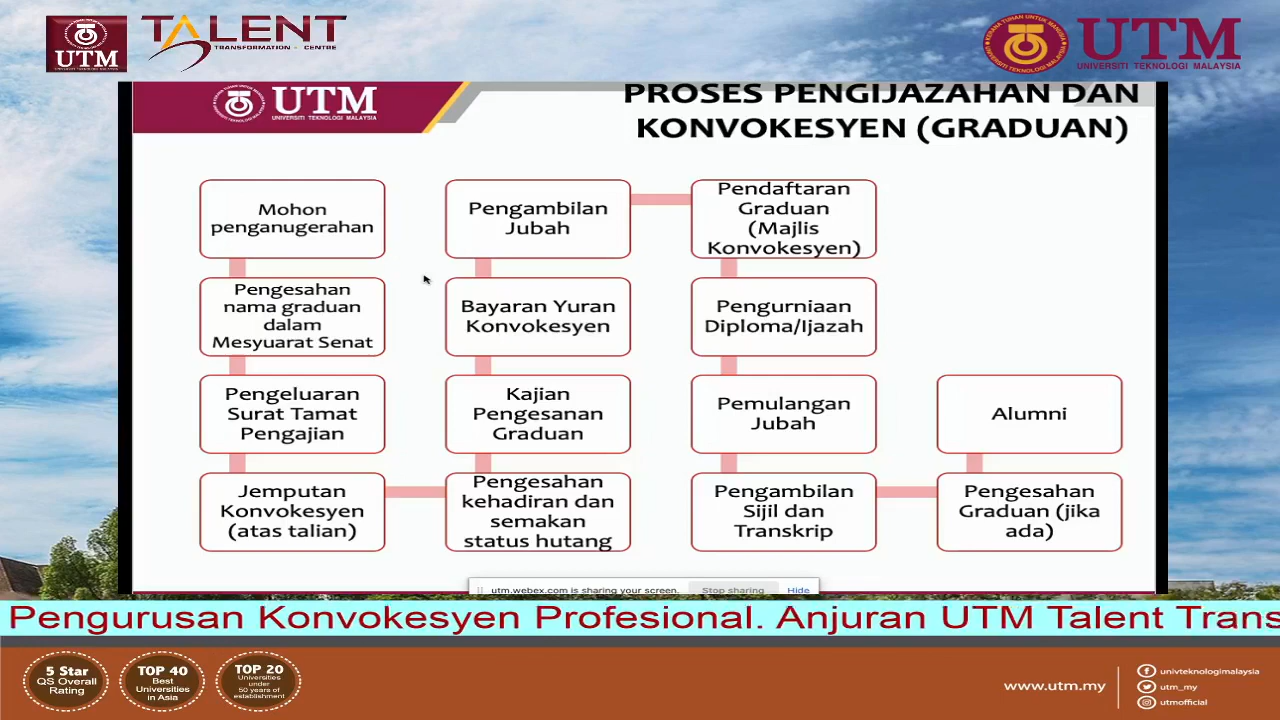 UTM
TALENT
TRANSFORMATION - CENTRE
UTM
UNIVERSITI TEKNOLOGI MALAYSIA
UTM
UNIVERSITI TEKNOLOGI MALAYSIA
PROSES PENGIJAZAHAN DAN
KONVOKESYEN (GRADUAN)
Mohon
penganugerahan
Pengesahan
nama graduan
dalam
Mesyuarat Senat
Pengeluaran
Surat Tamat
Pengajian
Jemputan
Konvokesyen
(atas talian)
Pengesahan
kehadiran dan
semakan
status hutang
Kajian
Pengesanan
Graduan
Bayaran Yuran
Konvokesyen
Pengambilan
Jubah
Pendaftaran
Graduan
(Majlis
Konvokesyen)
Pengurniaan
Diploma/Ijazah
Pemulangan
Jubah
Pengambilan
Sijil dan
Transkrip
Pengesahan
Graduan (jika
ada)
Alumni
utm.webex.com is sharing your screen. Stop sharing Hide
Pengurusan Konvokesyen Profesional. Anjuran UTM Talent Trans
5 Star
QS Overall
Rating
TOP 40
Best
Universities
in Asia
TOP 20
Universities
under
50 years of
establishment
www.utm.my
univteknologimalaysia
utm_my
utmofficial